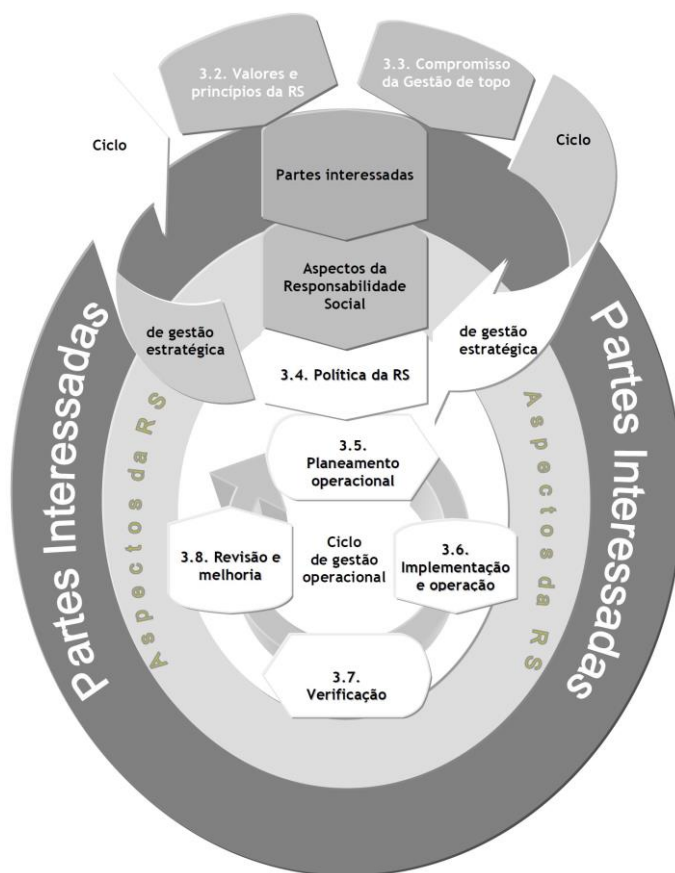 3.2. Valores e
princípios da RS
3.3. Compromisso
da Gestão de topo
Ciclo
Ciclo
Partes interessadas
Aspectos da
Responsabilidade
Social
de gestão
estratégica
de gestão
estratégica
3.4. Política da RS
Partes Interessadas
Aspectos da RS
Aspectos da RS
Partes Interessadas
3.5.
Planeamento
operacional
3.8. Revisão e
melhoria
Ciclo
de gestão
operacional
3.6.
Implementação
e operação
3.7.
Verificação